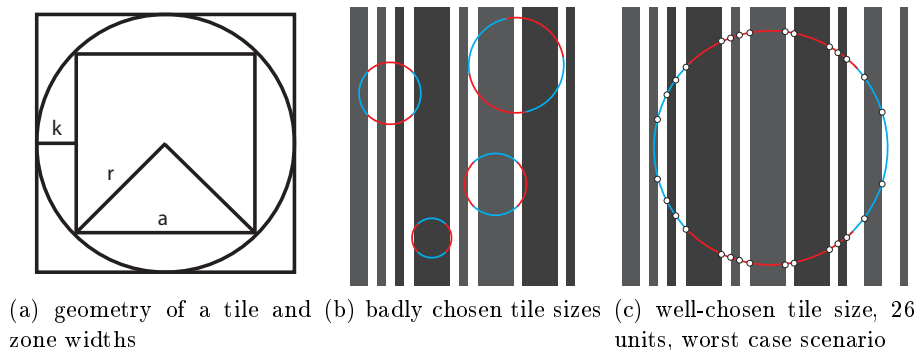 k
r
a
(a) geometry of a tile and
zone widths
(b) badly chosen tile sizes
(c) well-chosen tile size, 26
units, worst case scenario